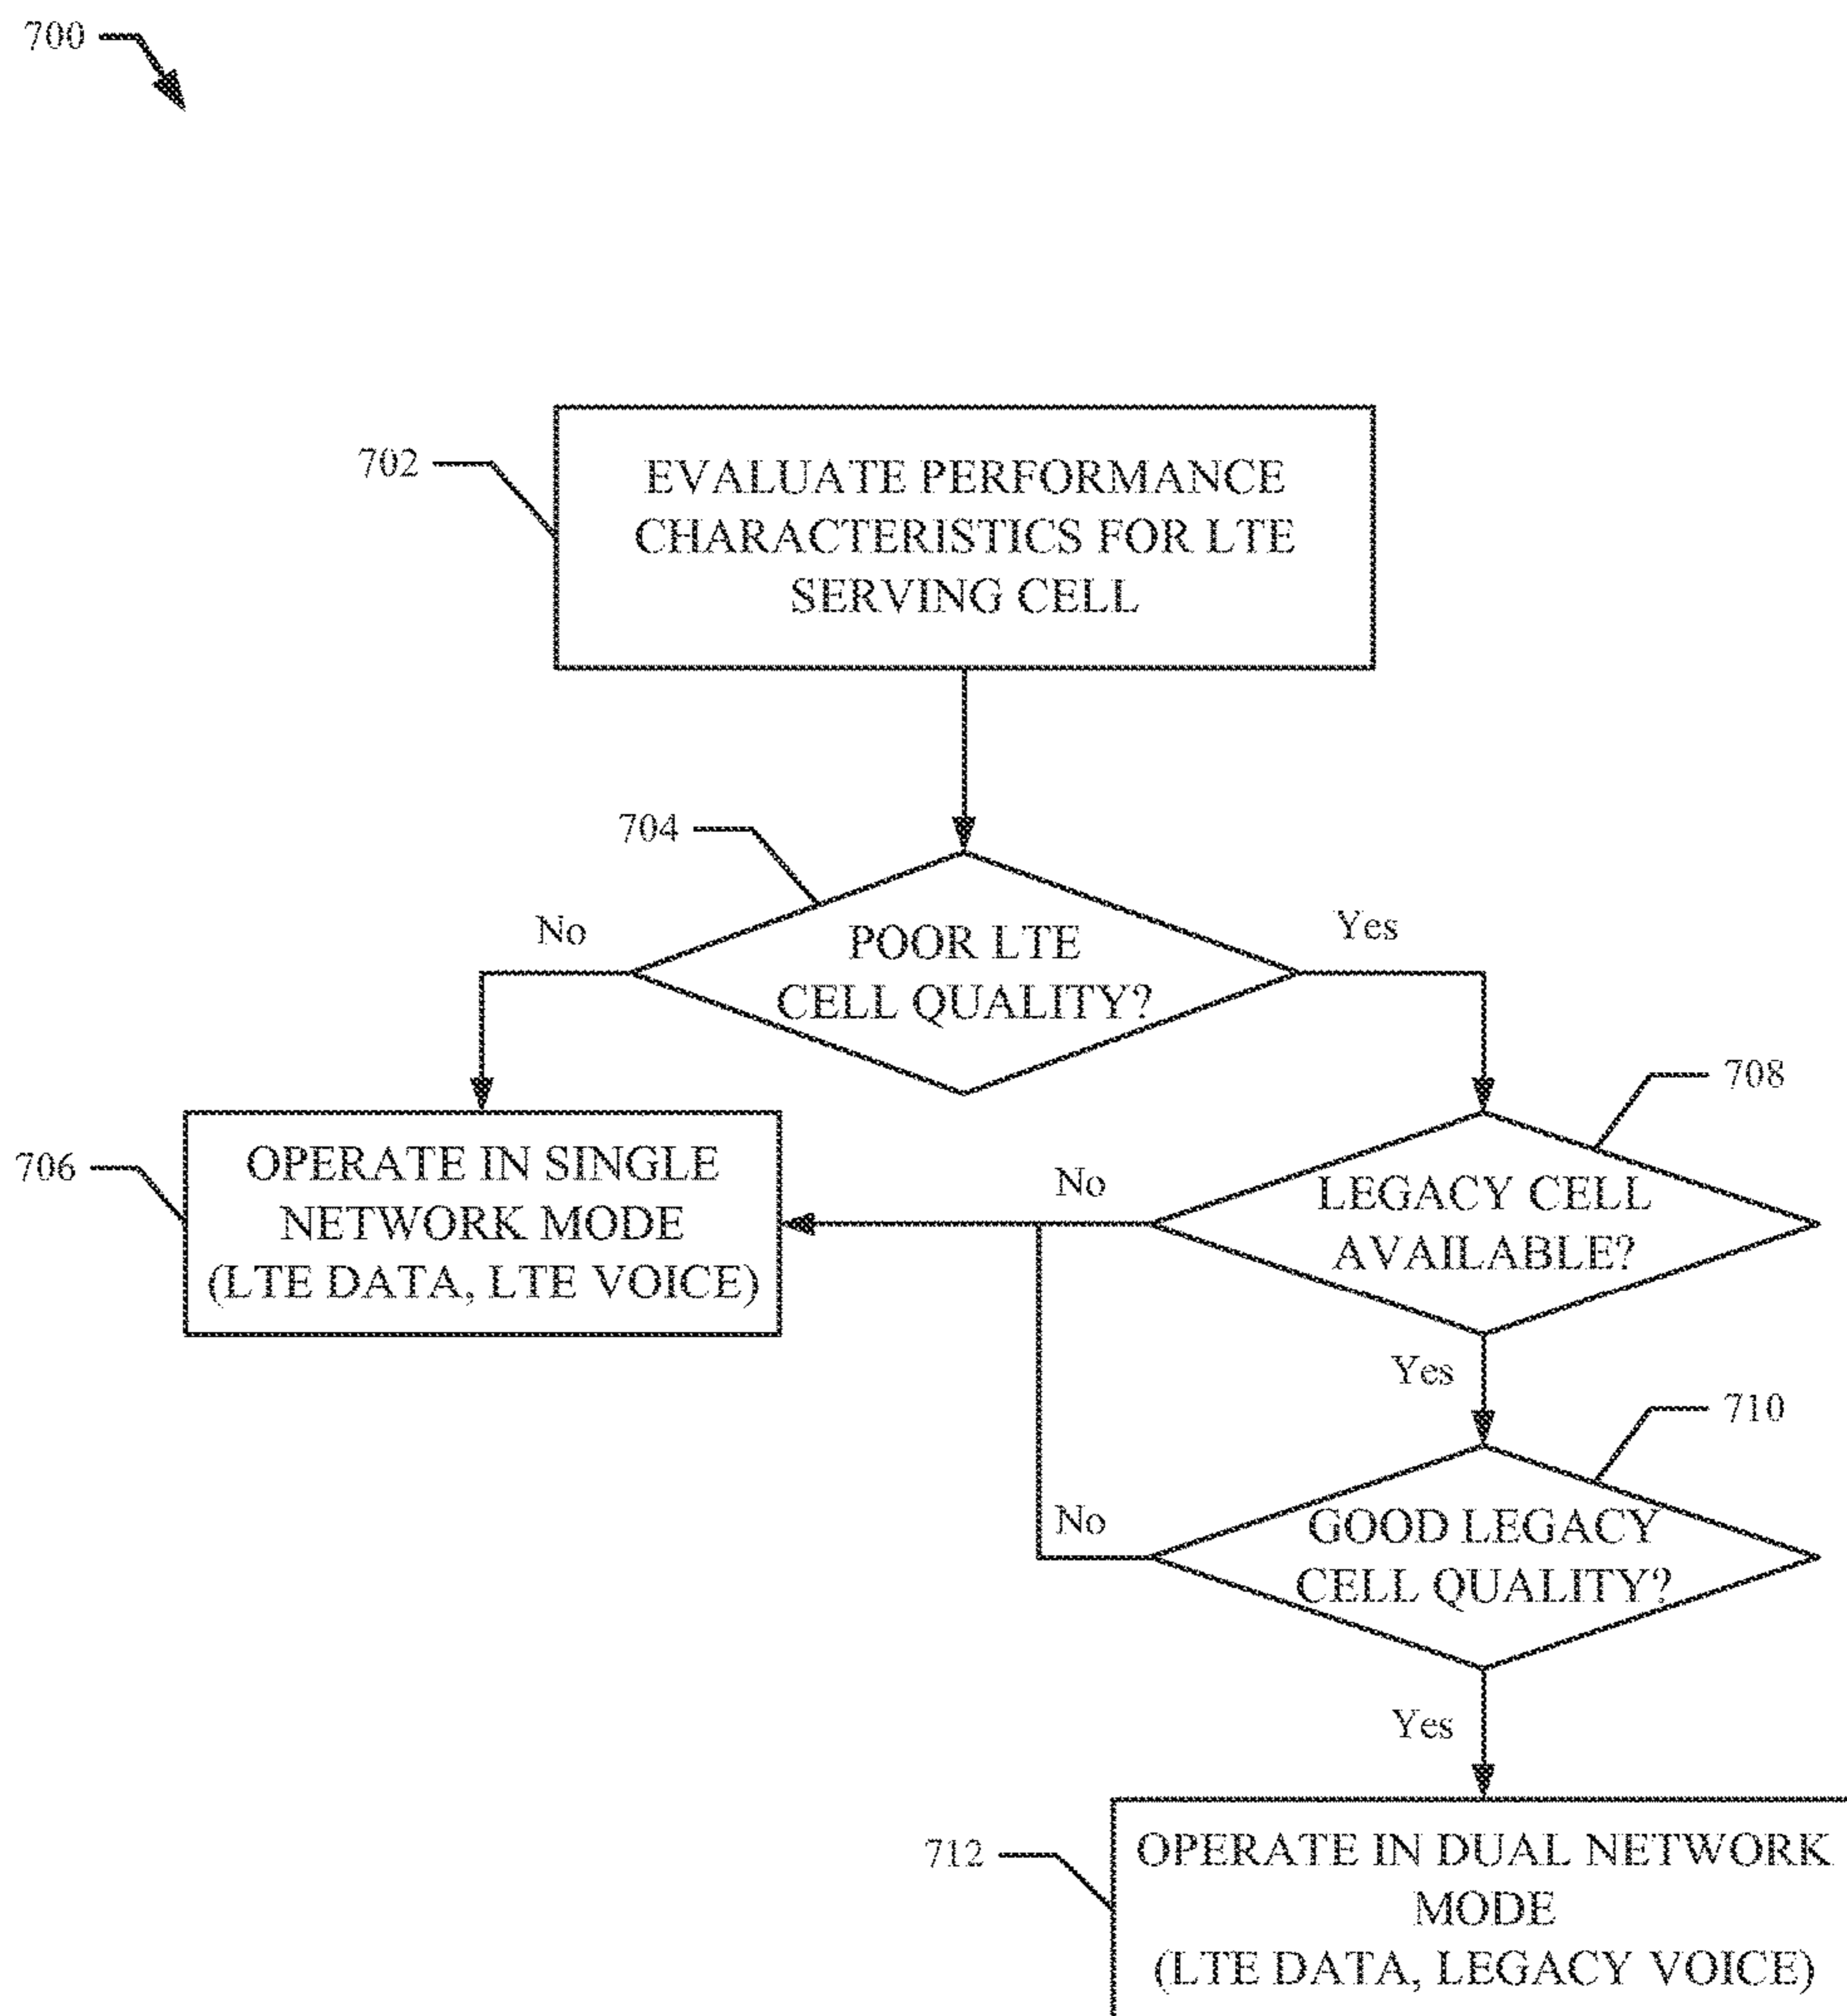 700
702
EVALUATE PERFORMANCE
CHARACTERISTICS FOR LTE
SERVING CELL
704
No
POOR LTE
CELL QUALITY?
Yes
708
706
OPERATE IN SINGLE
NETWORK MODE
(LTE DATA, LTE VOICE)
No
LEGACY CELL
AVAILABLE?
Yes
710
No
GOOD LEGACY
CELL QUALITY?
Yes
712
OPERATE IN DUAL NETWORK
MODE
(LTE DATA, LEGACY VOICE)